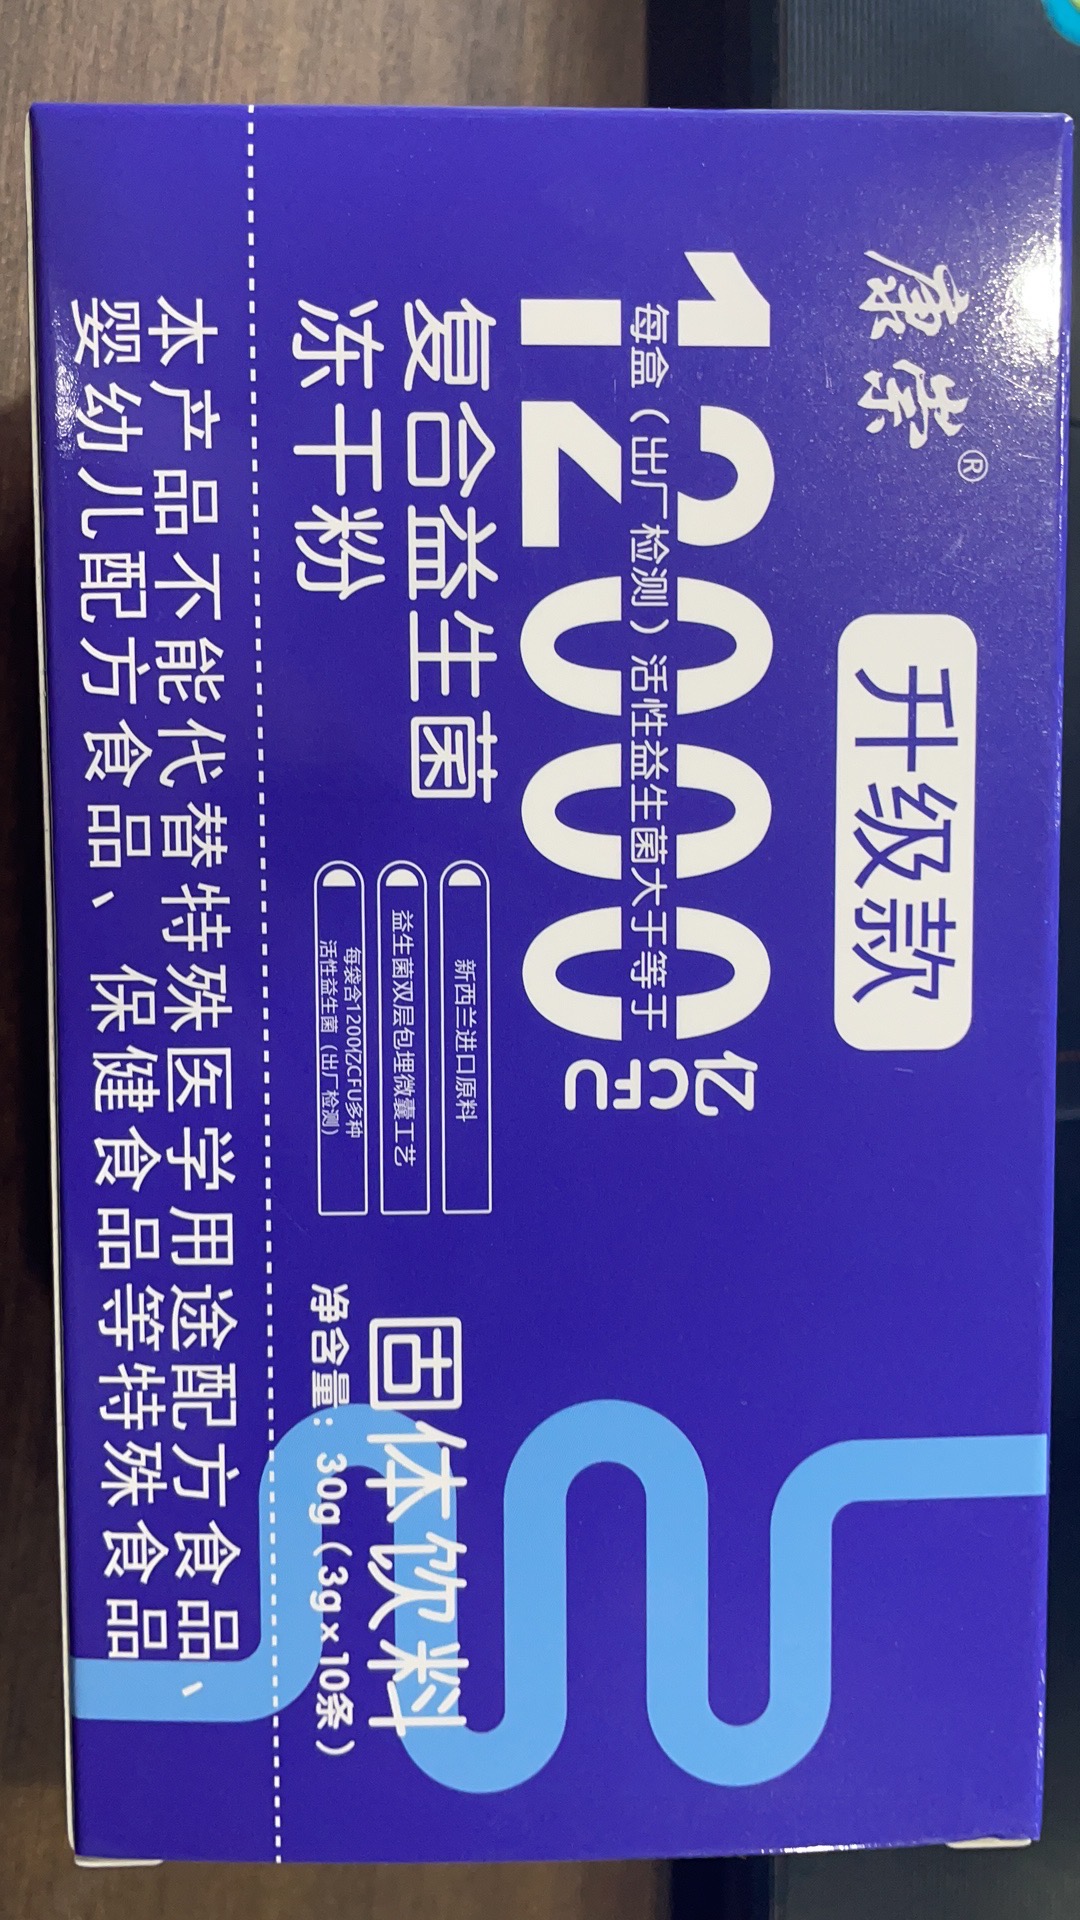 康荣®
升级款
12000亿CFU
每盒（出厂检测）活性益生菌大于等于
复合益生菌
冻干粉
新西兰进口原料
益生菌双层包埋微囊工艺
每袋含1200亿CFU多种
活性益生菌（出厂检测）
固体饮料
净含量：30g（3g×10条）
本产品不能代替特殊医学用途配方食品、
婴幼儿配方食品、保健食品等特殊食品